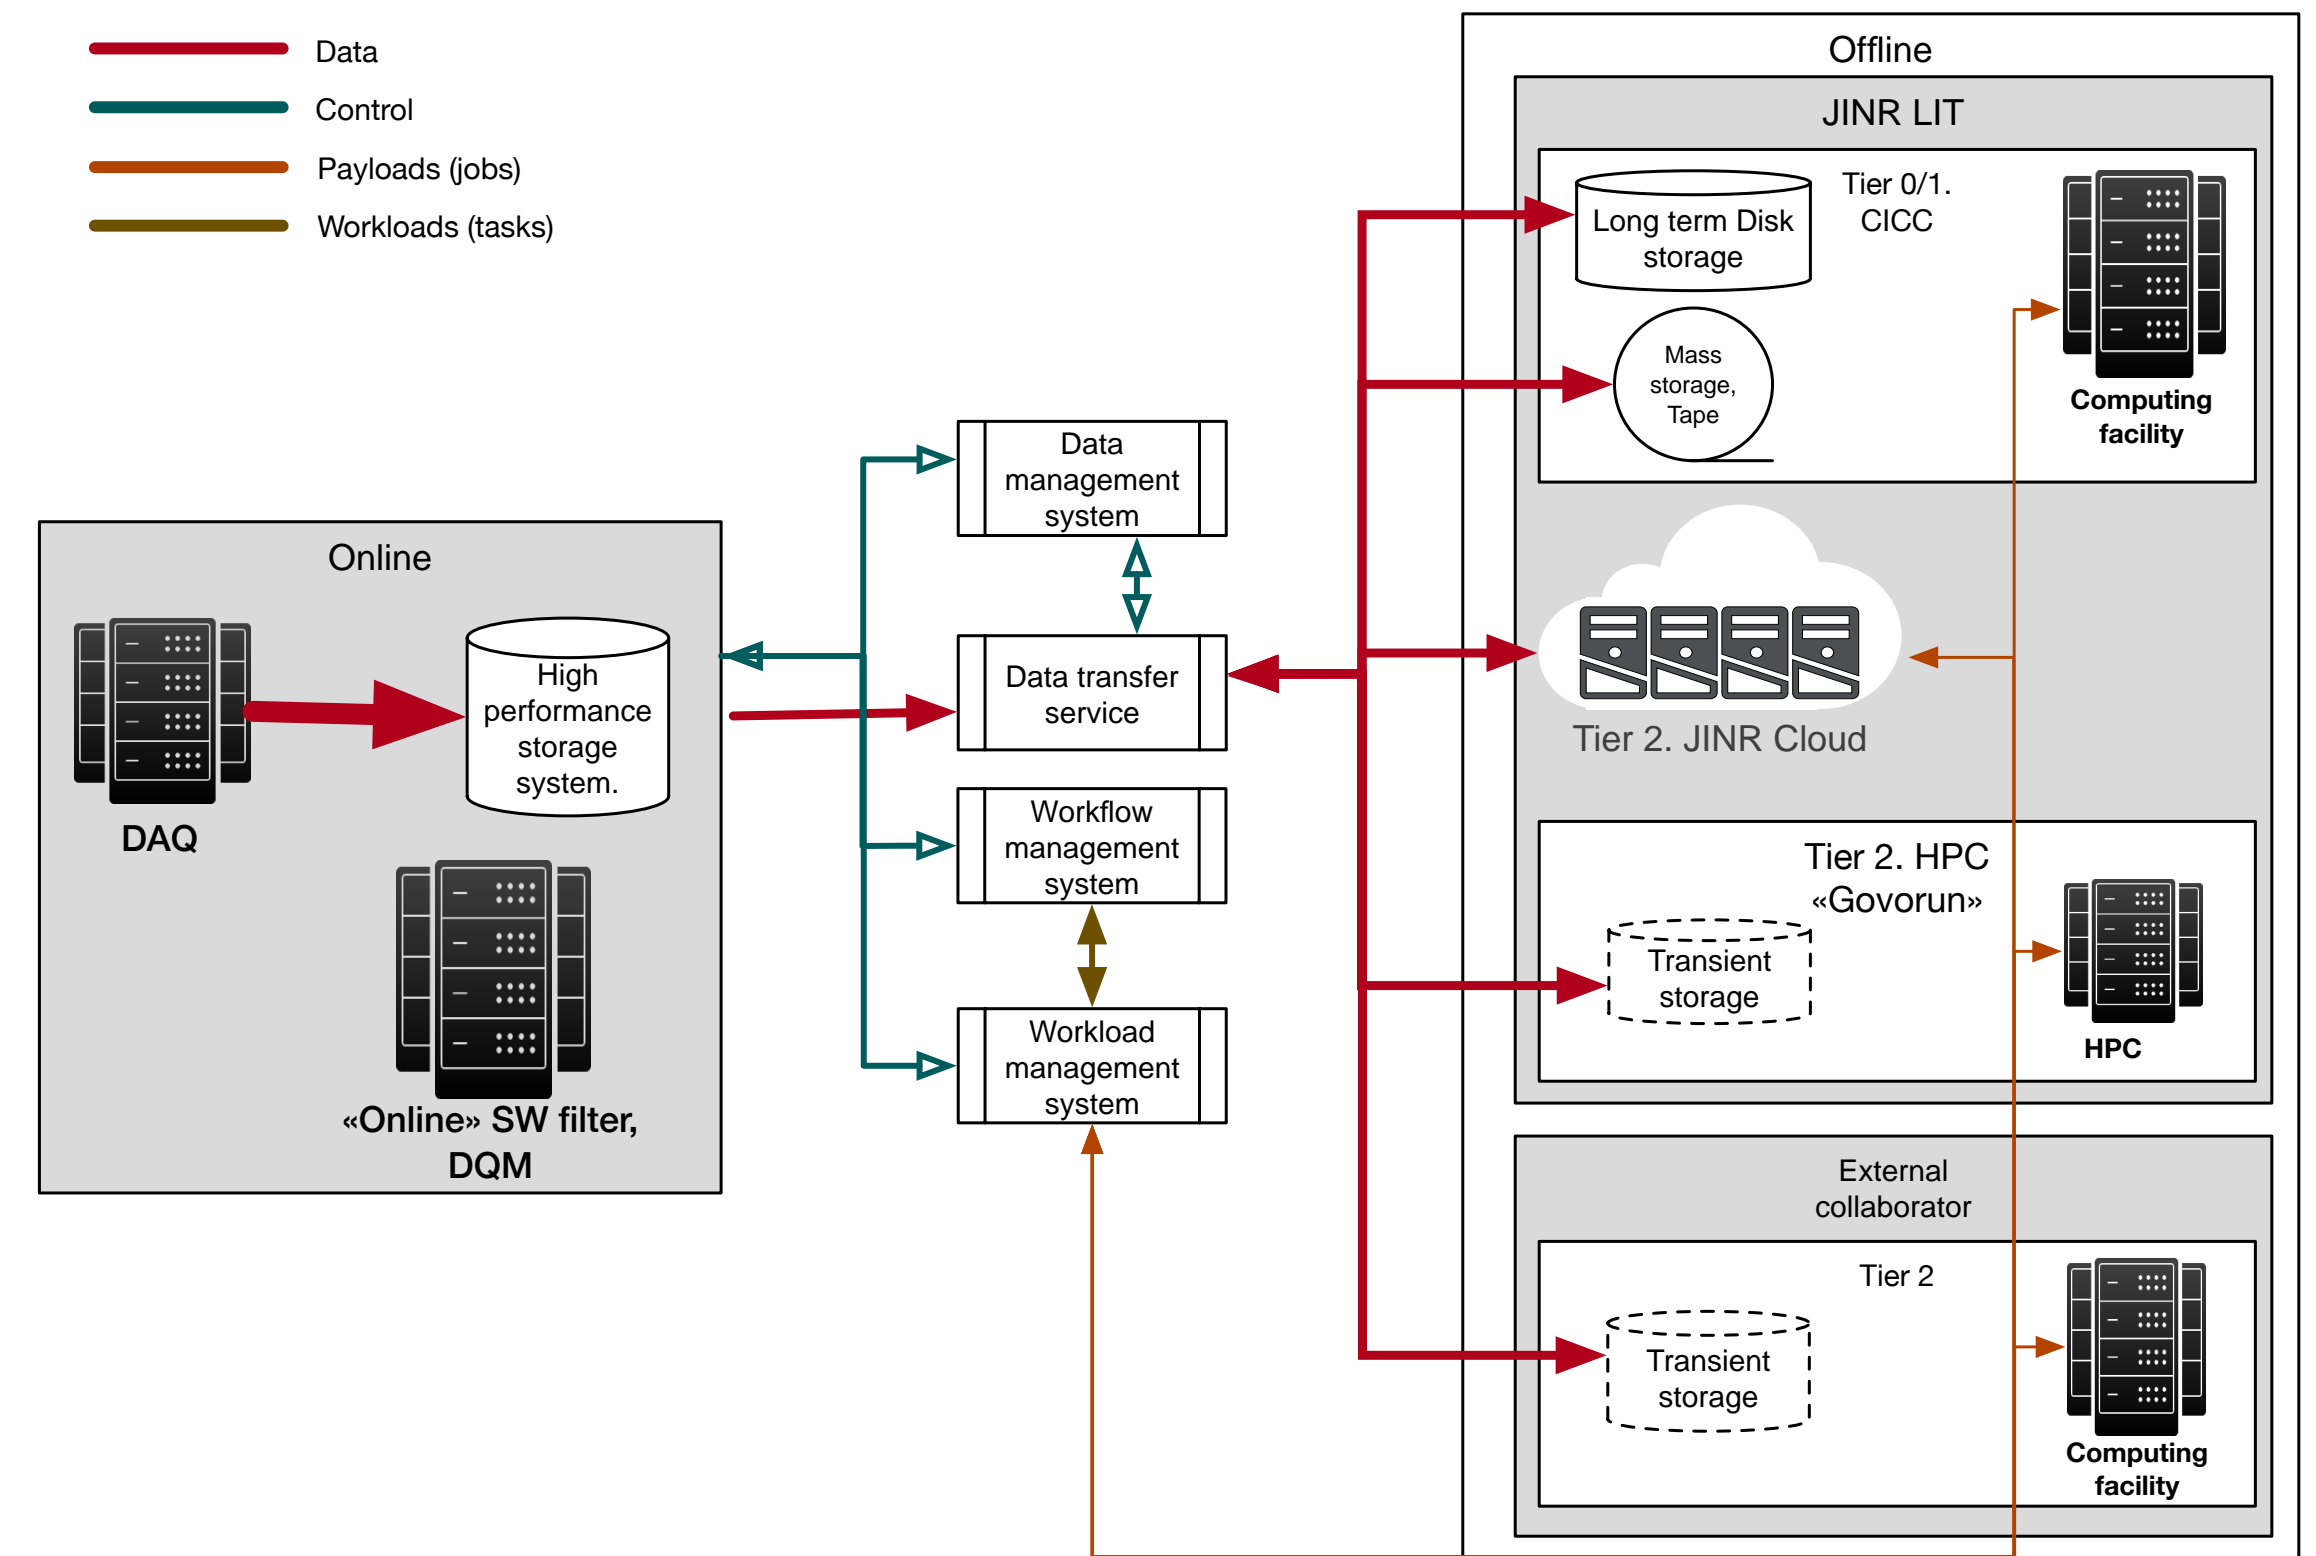 Data
Control
Payloads (jobs)
Workloads (tasks)
Online
DAQ
High
performance
storage
system.
«Online» SW filter,
DQM
Data
management
system
Data transfer
service
Workflow
management
system
Workload
management
system
Offline
JINR LIT
Tier 0/1.
CICC
Long term Disk
storage
Mass
storage,
Tape
Computing
facility
Tier 2. JINR Cloud
Tier 2. HPC
«Govorun»
Transient
storage
HPC
External
collaborator
Tier 2
Transient
storage
Computing
facility